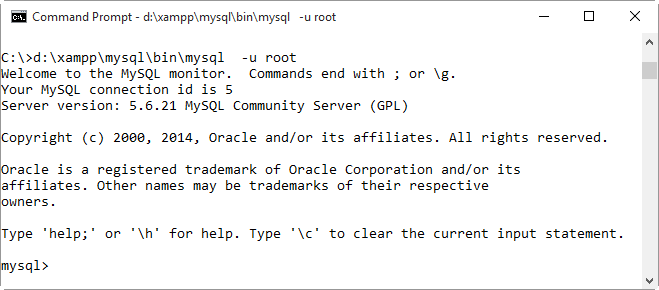 Command Prompt - d:\xampp\mysql\bin\mysql  -u root
C:\>d:\xampp\mysql\bin\mysql  -u root
Welcome to the MySQL monitor.  Commands end with ; or \g.
Your MySQL connection id is 5
Server version: 5.6.21 MySQL Community Server (GPL)
Copyright (c) 2000, 2014, Oracle and/or its affiliates. All rights reserved.
Oracle is a registered trademark of Oracle Corporation and/or its
affiliates. Other names may be trademarks of their respective
owners.
Type 'help;' or '\h' for help. Type '\c' to clear the current input statement.
mysql>